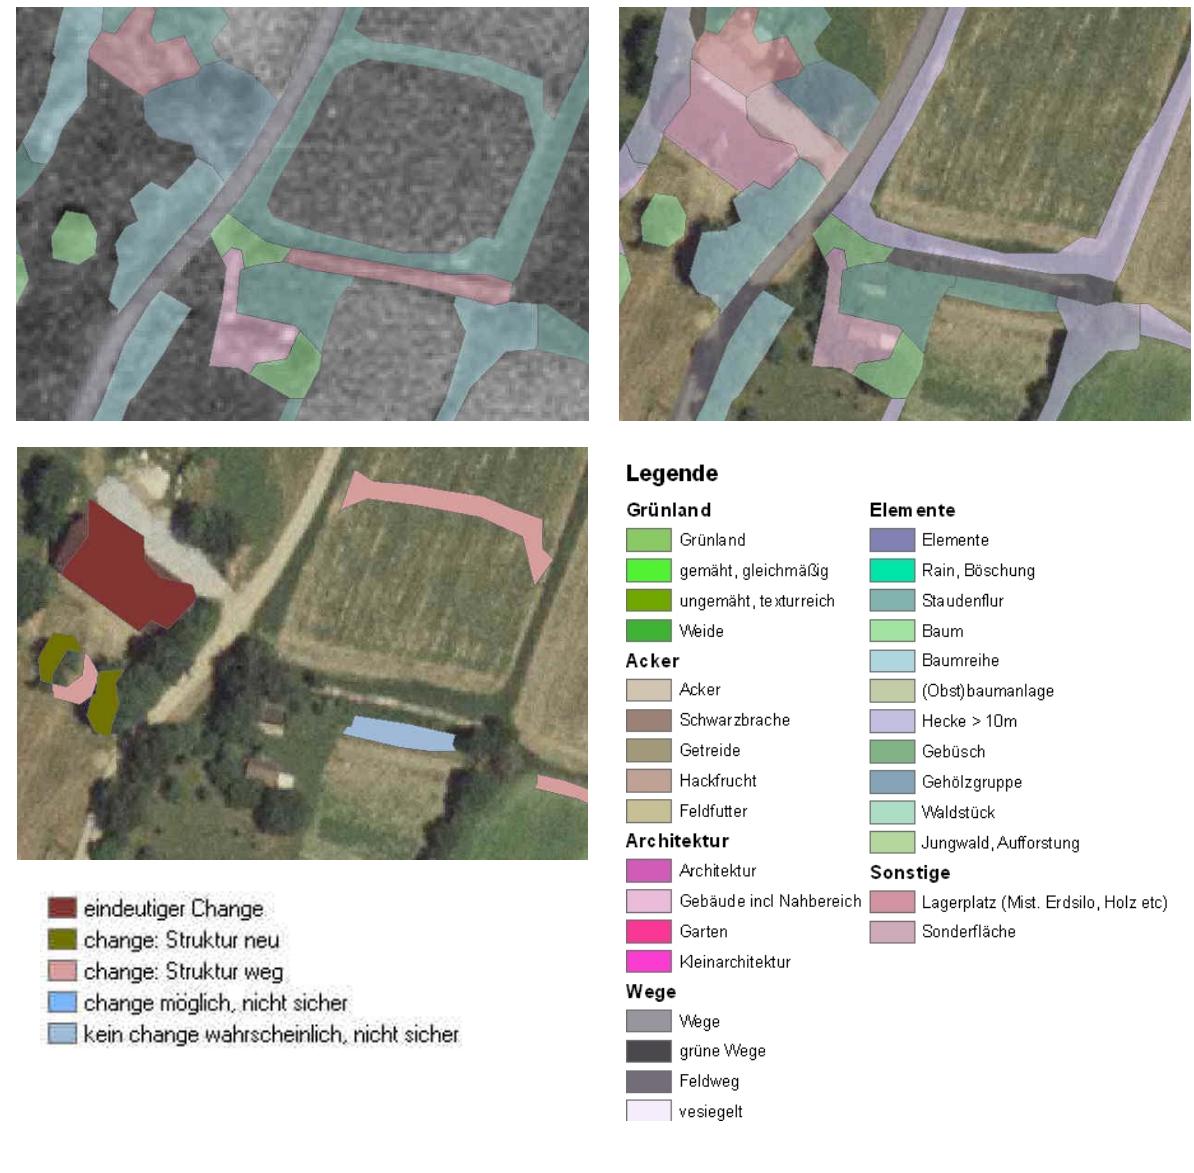 Legende
Grünland
Grünland
gemäht, gleichmäßig
ungemäht, texturreich
Weide
Acker
Acker
Schwarzbrache
Getreide
Hackfrucht
Feldfutter
Architektur
Architektur
Gebäude incl Nahbereich
Garten
Kleinarchitektur
Wege
Wege
grüne Wege
Feldweg
vesiegelt
Elemente
Elemente
Rain, Böschung
Staudenflur
Baum
Baumreihe
(Obst)baumanlage
Hecke > 10m
Gebüsch
Gehölzgruppe
Waldstück
Jungwald, Aufforstung
Sonstige
Lagerplatz (Mist. Erdsilo, Holz etc)
Sonderfläche
eindeutiger Change
change: Struktur neu
change: Struktur weg
change möglich, nicht sicher
kein change wahrscheinlich, nicht sicher